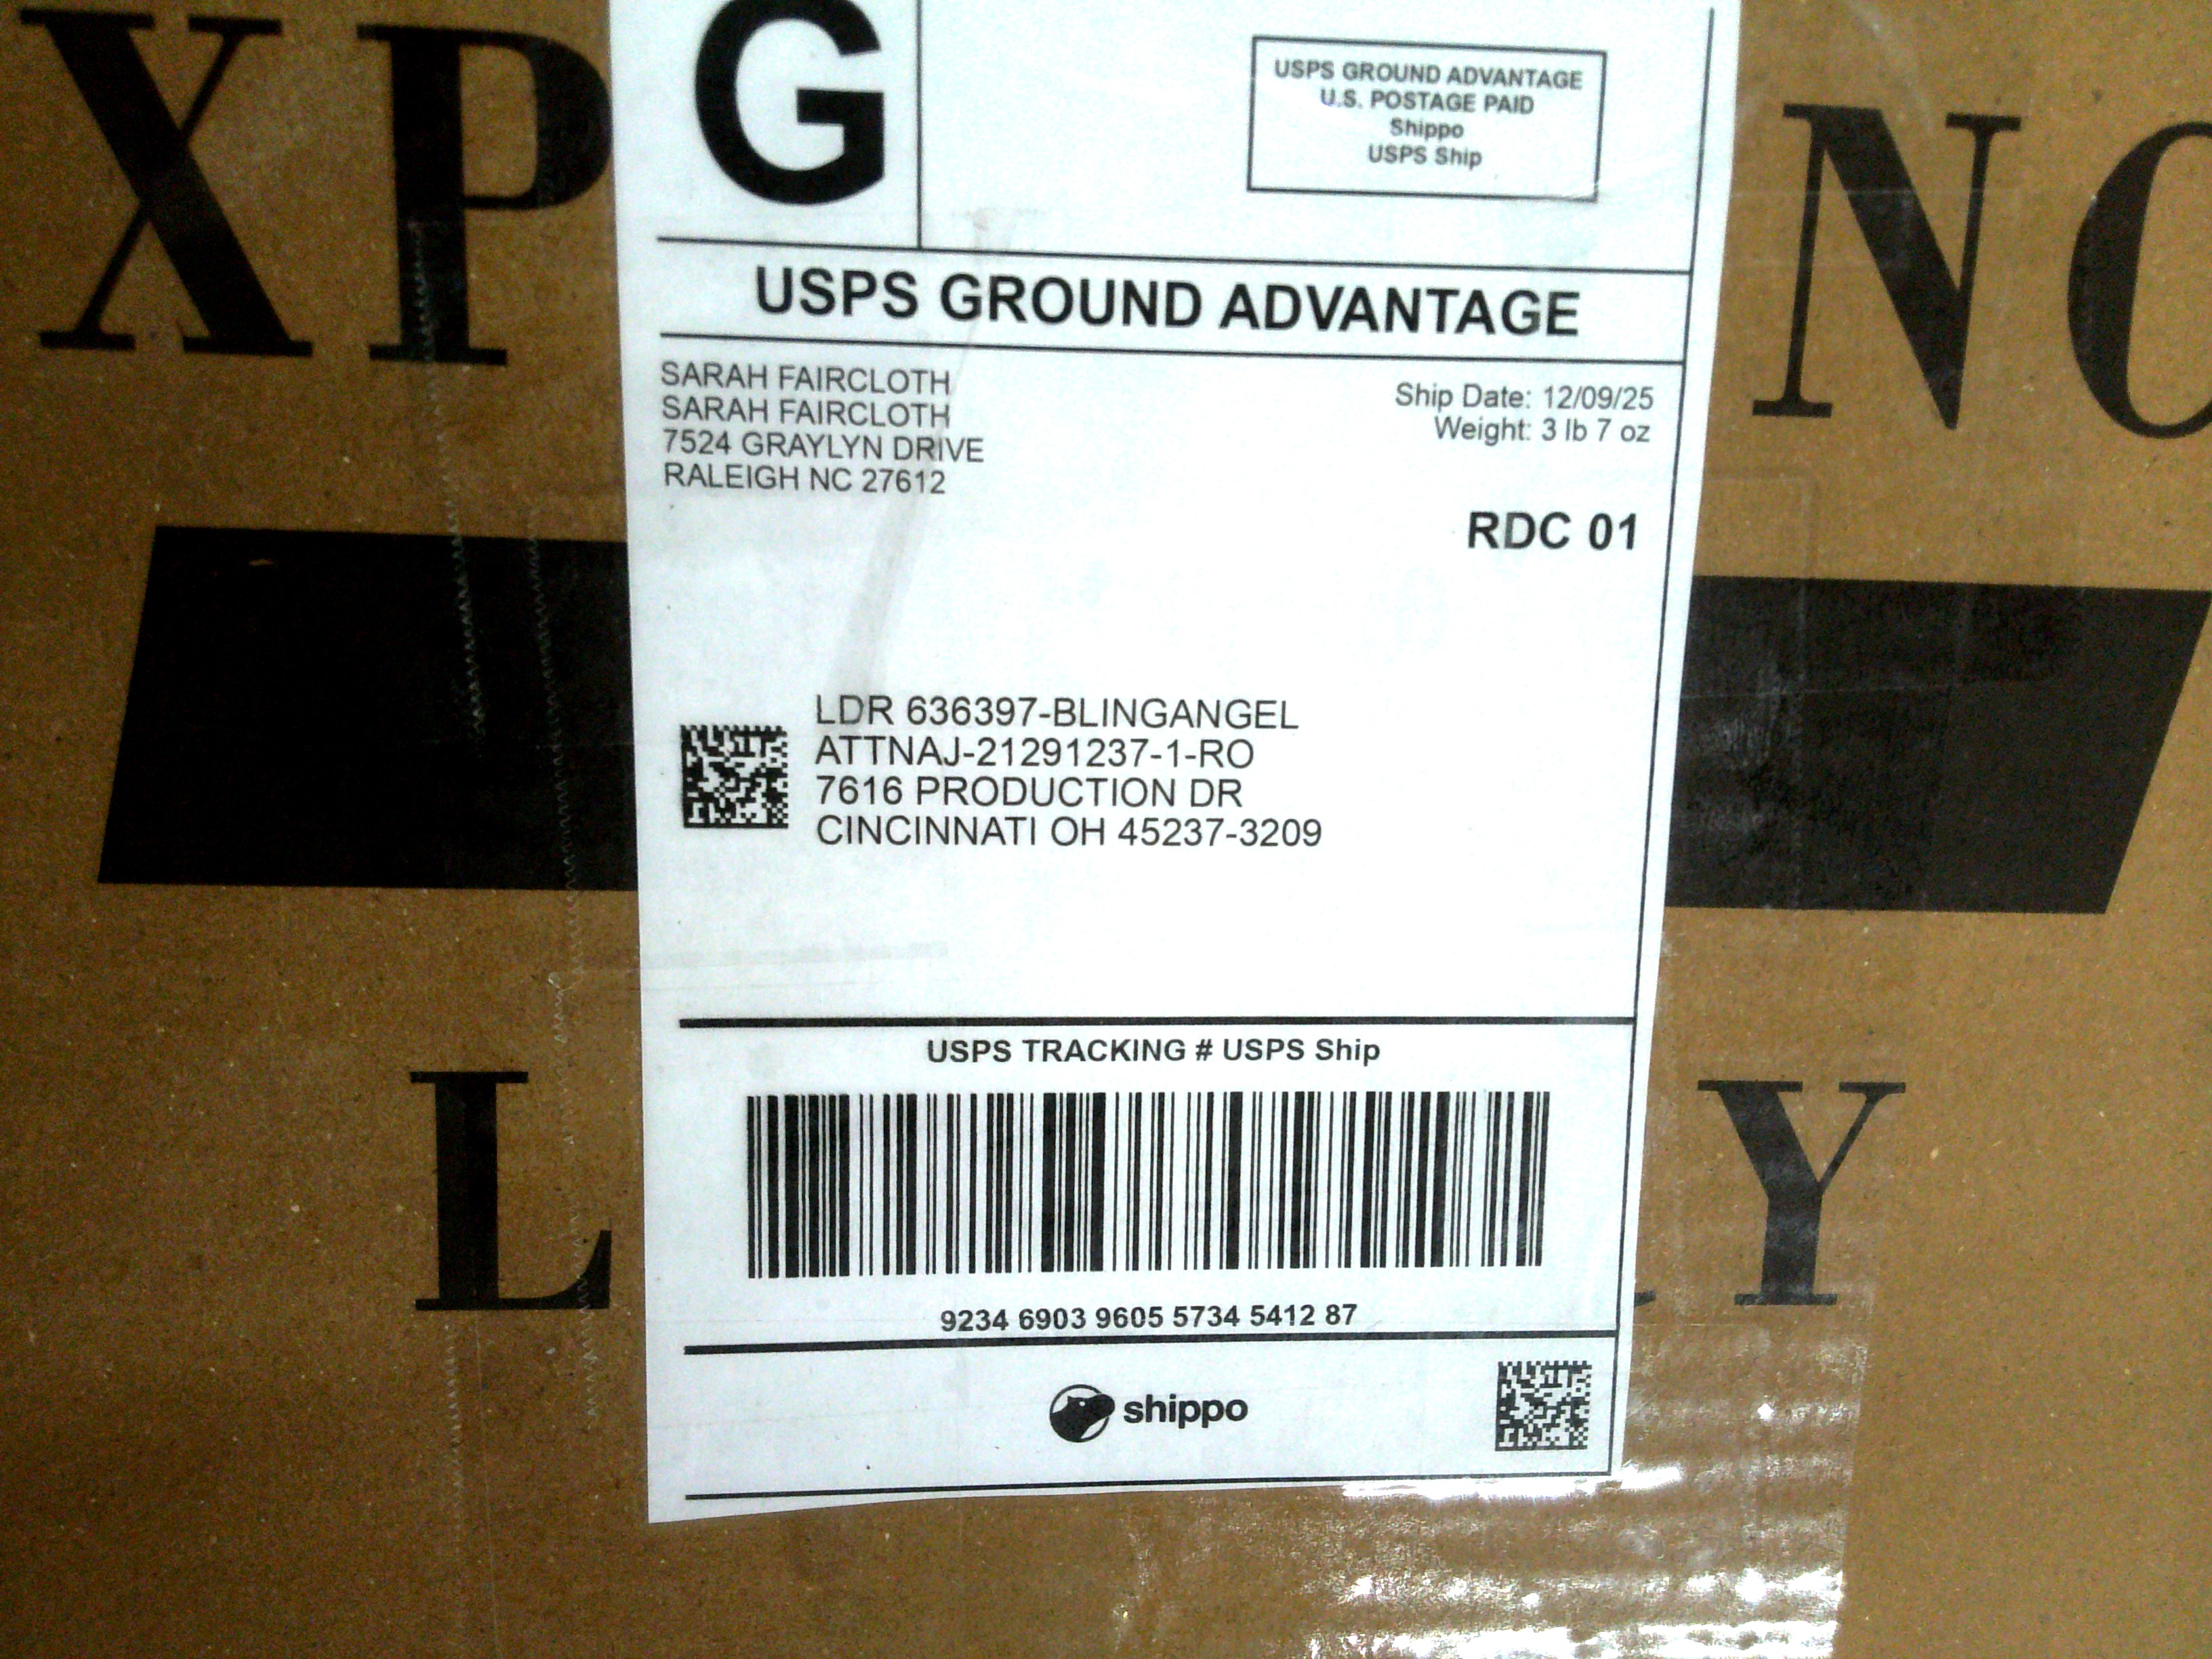 XP
NC
G
USPS GROUND ADVANTAGE
U.S. POSTAGE PAID
Shippo
USPS Ship
USPS GROUND ADVANTAGE
SARAH FAIRCLOTH
SARAH FAIRCLOTH
7524 GRAYLYN DRIVE
RALEIGH NC 27612
Ship Date: 12/09/25
Weight: 3 lb 7 oz
RDC 01
LDR 636397-BLINGANGEL
ATTNAJ-21291237-1-RO
7616 PRODUCTION DR
CINCINNATI OH 45237-3209
L
Y
USPS TRACKING # USPS Ship
9234 6903 9605 5734 5412 87
shippo